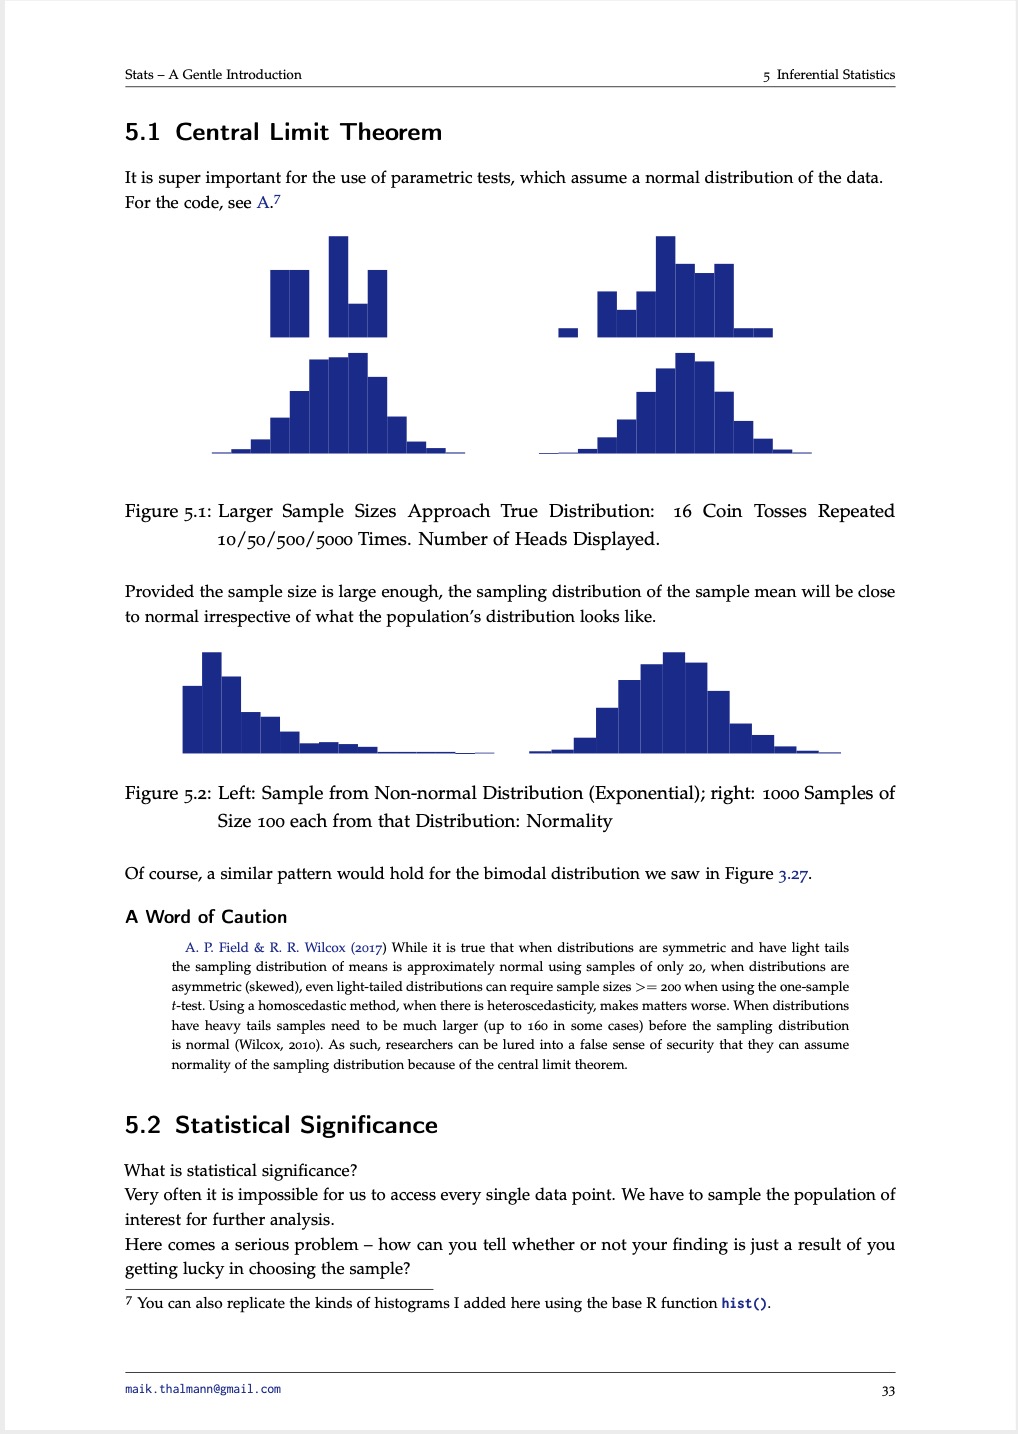 Stats – A Gentle Introduction
5 Inferential Statistics
5.1 Central Limit Theorem
It is super important for the use of parametric tests, which assume a normal distribution of the data.
For the code, see A.7
Figure 5.1: Larger Sample Sizes Approach True Distribution: 16 Coin Tosses Repeated
10/50/500/5000 Times. Number of Heads Displayed.
Provided the sample size is large enough, the sampling distribution of the sample mean will be close
to normal irrespective of what the population's distribution looks like.
Figure 5.2: Left: Sample from Non-normal Distribution (Exponential); right: 1000 Samples of
Size 100 each from that Distribution: Normality
Of course, a similar pattern would hold for the bimodal distribution we saw in Figure 3.27.
A Word of Caution
A. P. Field & R. R. Wilcox (2017) While it is true that when distributions are symmetric and have light tails
the sampling distribution of means is approximately normal using samples of only 20, when distributions are
asymmetric (skewed), even light-tailed distributions can require sample sizes >= 200 when using the one-sample
t-test. Using a homoscedastic method, when there is heteroscedasticity, makes matters worse. When distributions
have heavy tails samples need to be much larger (up to 160 in some cases) before the sampling distribution
is normal (Wilcox, 2010). As such, researchers can be lured into a false sense of security that they can assume
normality of the sampling distribution because of the central limit theorem.
5.2 Statistical Significance
What is statistical significance?
Very often it is impossible for us to access every single data point. We have to sample the population of
interest for further analysis.
Here comes a serious problem – how can you tell whether or not your finding is just a result of you
getting lucky in choosing the sample?
7 You can also replicate the kinds of histograms I added here using the base R function hist().
maik.thalmann@gmail.com
33